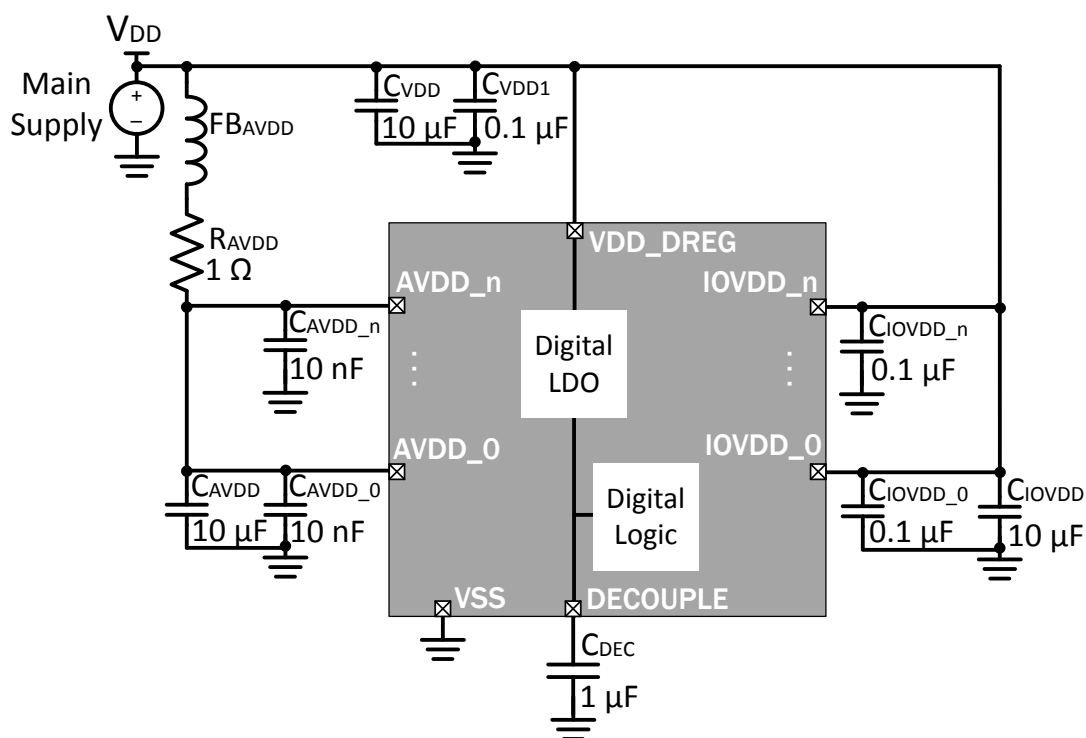 VDD
Main
Supply
+
–
FBAVDD
CVDD
10 µF
CVDD1
0.1 µF
RAVDD
1 Ω
VDD_DREG
AVDD_n
IOVDD_n
CAVDD_n
10 nF
Digital
LDO
CIOVDD_n
0.1 µF
AVDD_0
IOVDD_0
CAVDD
10 µF
CAVDD_0
10 nF
Digital
Logic
CIOVDD_0
0.1 µF
CIOVDD
10 µF
VSS
DECOUPLE
CDEC
1 µF